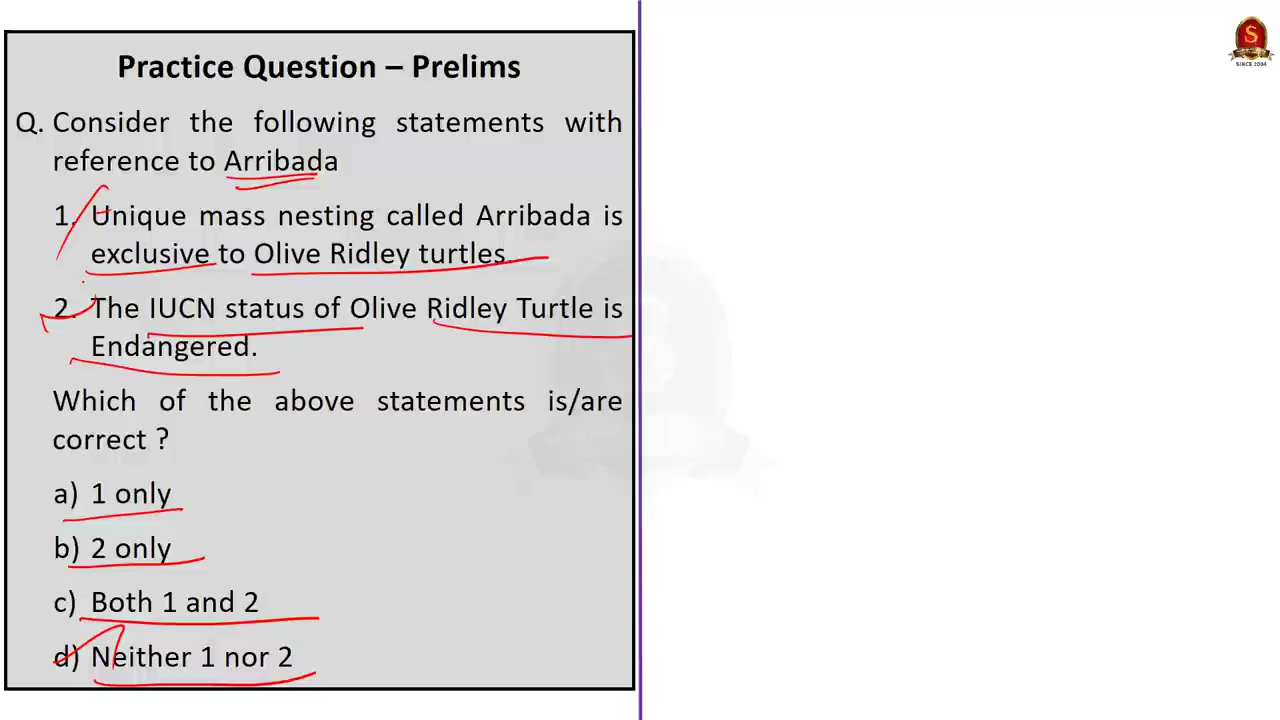 Practice Question – Prelims
Q. Consider the following statements with
reference to Arribada
1. Unique mass nesting called Arribada is
exclusive to Olive Ridley turtles.
2. The IUCN status of Olive Ridley Turtle is
Endangered.
Which of the above statements is/are
correct ?
a) 1 only
b) 2 only
c) Both 1 and 2
d) Neither 1 nor 2
S
SINCE 2004